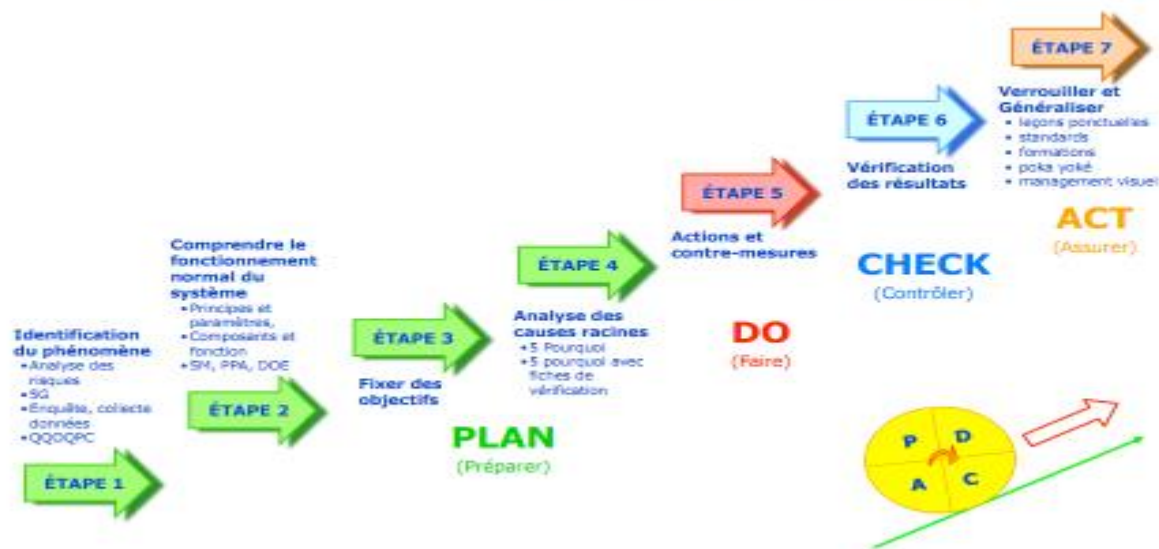 ÉTAPE 1
Identification
du phénomène
•Analyse des
risques
•5G
•Enquête, collecte
données
•QQOQPC
ÉTAPE 2
Comprendre le
fonctionnement
normal du
système
•Principes et
paramètres,
•Composants et
fonction
•5M, PPA, DOE
ÉTAPE 3
Fixer des
objectifs
ÉTAPE 4
Analyse des
causes racines
•5 Pourquoi
•5 pourquoi avec
fiches de
vérification
PLAN
(Préparer)
ÉTAPE 5
Actions et
contre-mesures
DO
(Faire)
ÉTAPE 6
Vérification
des résultats
CHECK
(Contrôler)
ÉTAPE 7
Verrouiller et
Généraliser
• leçons ponctuelles
• standards
• formations
• poka yoké
• management visuel
ACT
(Assurer)
P D
A C